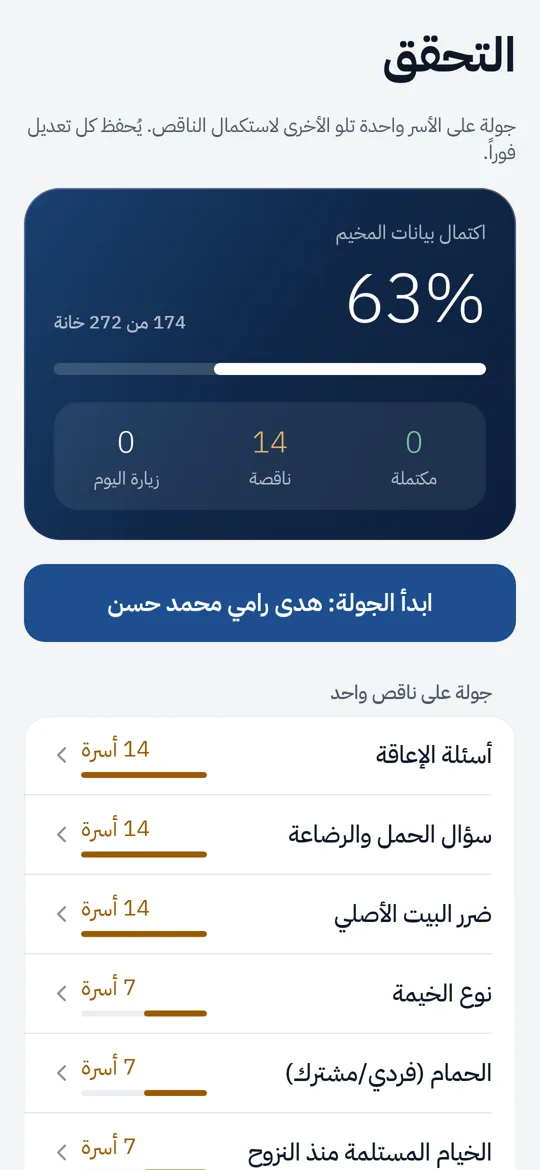 التحقق
جولة على الأسر واحدة تلو الأخرى لاستكمال الناقص. يُحفظ كل تعديل
فوراً.
اكتمال بيانات المخيم
63%
174 من 272 خانة
0
مكتملة
14
ناقصة
0
زيارة اليوم
ابدأ الجولة: هدى رامي محمد حسن
جولة على ناقص واحد
أسئلة الإعاقة
14 أسرة
سؤال الحمل والرضاعة
14 أسرة
ضرر البيت الأصلي
14 أسرة
نوع الخيمة
7 أسرة
الحمام (فردي/مشترك)
7 أسرة
الخيام المستلمة منذ النزوح
7 أسرة